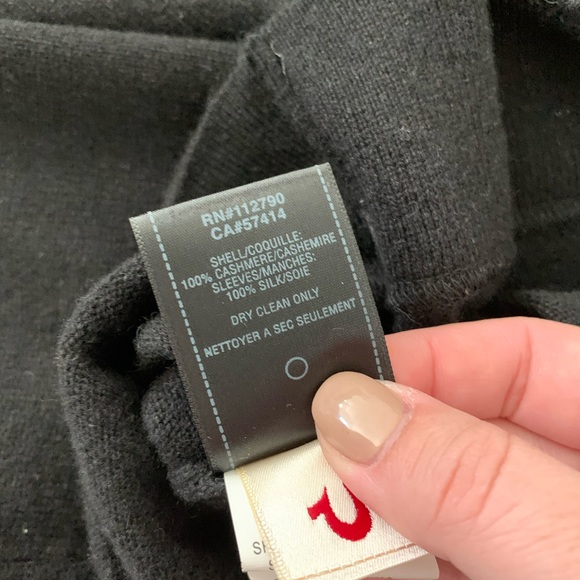 RN#112790
CA#57414
SHELL/COQUILLE:
100% CASHMERE/CASHEMIRE
SLEEVES/MANCHES:
100% SILK/SOIE
DRY CLEAN ONLY
NETTOYER A SEC SEULEMENT